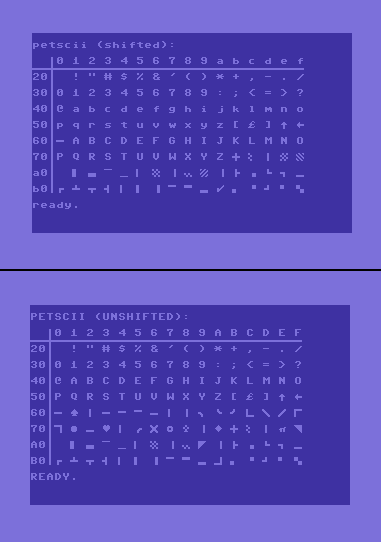 petscii (shifted):
0 1 2 3 4 5 6 7 8 9 a b c d e f
20 ! " # $ % & ' ( ) * + , - . /
30 0 1 2 3 4 5 6 7 8 9 : ; < = > ?
40 @ a b c d e f g h i j k l m n o
50 p q r s t u v w x y z [ £ ] ↑ ←
60 ─ A B C D E F G H I J K L M N O
70 P Q R S T U V W X Y Z
a0
b0
ready.
PETSCII (UNSHIFTED):
0 1 2 3 4 5 6 7 8 9 A B C D E F
20 ! " # $ % & ' ( ) * + , - . /
30 0 1 2 3 4 5 6 7 8 9 : ; < = > ?
40 @ A B C D E F G H I J K L M N O
50 P Q R S T U V W X Y Z [ £ ] ↑ ←
60
70
A0
B0
READY.